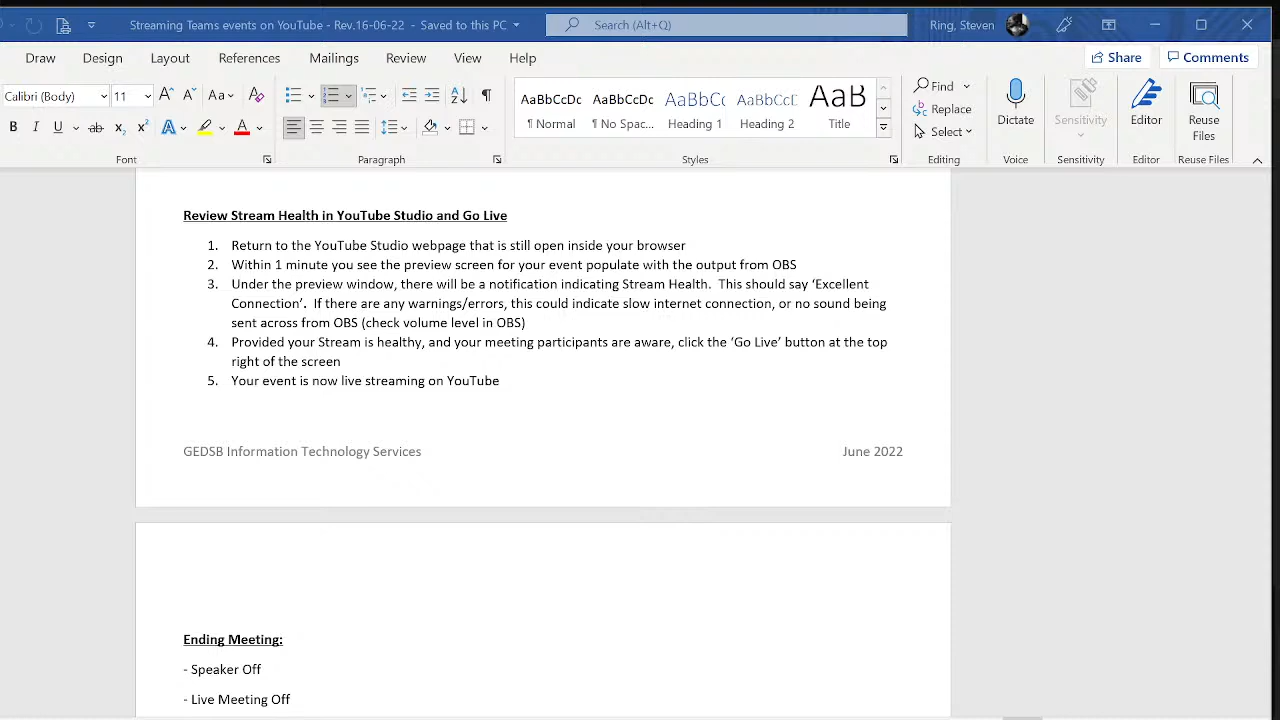 Streaming Teams events on YouTube - Rev.16-06-22 - Saved to this PC
Search (Alt+Q)
Ring, Steven
Draw Design Layout References Mailings Review View Help
Share Comments
Calibri (Body) 11
Aa
AaBbCcDc AaBbCcDc AaBbCc AaBbCcD AaB
¶ Normal ¶ No Spac... Heading 1 Heading 2 Title
Find
Replace
Select
Dictate
Sensitivity
Editor
Reuse
Files
Font Paragraph Styles Editing Voice Sensitivity Editor Reuse Files
Review Stream Health in YouTube Studio and Go Live
1. Return to the YouTube Studio webpage that is still open inside your browser
2. Within 1 minute you see the preview screen for your event populate with the output from OBS
3. Under the preview window, there will be a notification indicating Stream Health. This should say ‘Excellent
Connection’. If there are any warnings/errors, this could indicate slow internet connection, or no sound being
sent across from OBS (check volume level in OBS)
4. Provided your Stream is healthy, and your meeting participants are aware, click the ‘Go Live’ button at the top
right of the screen
5. Your event is now live streaming on YouTube
GEDSB Information Technology Services June 2022
Ending Meeting:
- Speaker Off
- Live Meeting Off